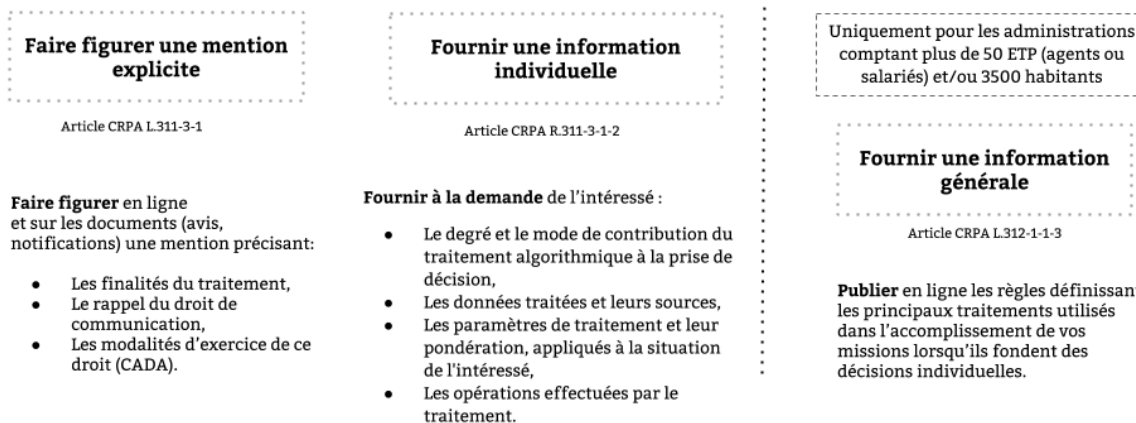 Faire figurer une mention
explicite
Article CRPA L.311-3-1
Faire figurer en ligne
et sur les documents (avis,
notifications) une mention précisant:
● Les finalités du traitement,
● Le rappel du droit de
communication,
● Les modalités d'exercice de ce
droit (CADA).
Fournir une information
individuelle
Article CRPA R.311-3-1-2
Fournir à la demande de l'intéressé :
● Le degré et le mode de contribution du
traitement algorithmique à la prise de
décision,
● Les données traitées et leurs sources,
● Les paramètres de traitement et leur
pondération, appliqués à la situation
de l'intéressé,
● Les opérations effectuées par le
traitement.
Uniquement pour les administrations
comptant plus de 50 ETP (agents ou
salariés) et/ou 3500 habitants
Fournir une information
générale
Article CRPA L.312-1-1-3
Publier en ligne les règles définissant
les principaux traitements utilisés
dans l'accomplissement de vos
missions lorsqu'ils fondent des
décisions individuelles.